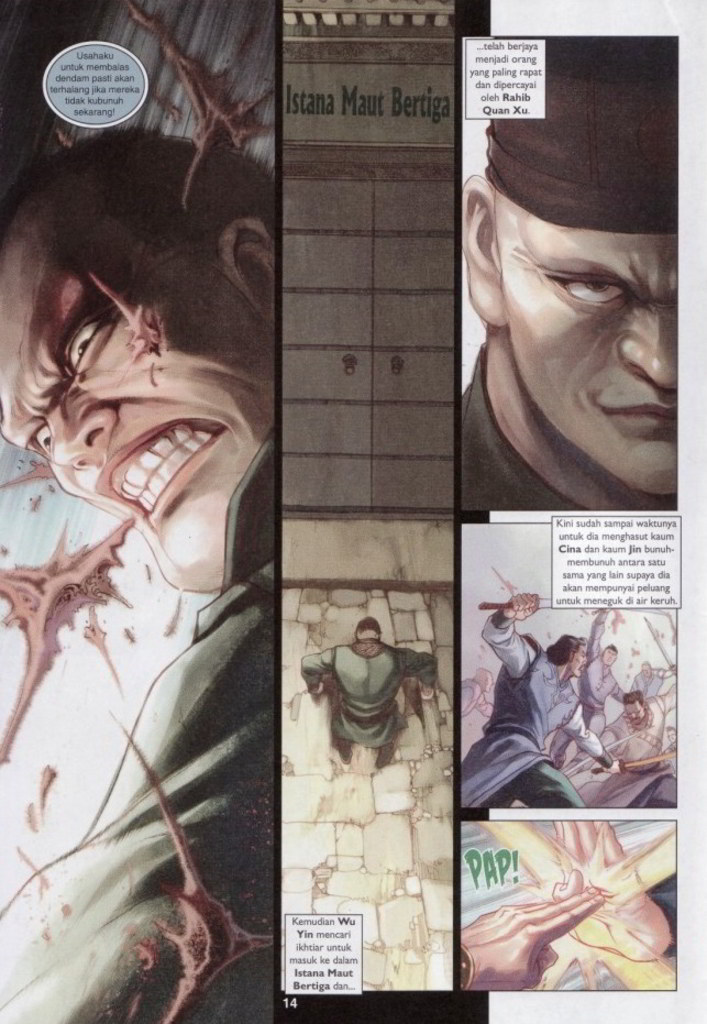 Usahaku
untuk membalas
dendam pasti akan
terhalang jika mereka
tidak kubunuh
sekarang!
Istana Maut Bertiga
Kemudian Wu
Yin mencari
ikhtiar untuk
masuk ke dalam
Istana Maut
Bertiga dan...
...telah berjaya
menjadi orang
yang paling rapat
dan dipercayai
oleh Rahib
Quan Xu.
Kini sudah sampai waktunya
untuk dia menghasut kaum
Cina dan kaum Jin bunuh-
membunuh antara satu
sama yang lain supaya dia
akan mempunyai peluang
untuk meneguk di air keruh.
PAP!
14